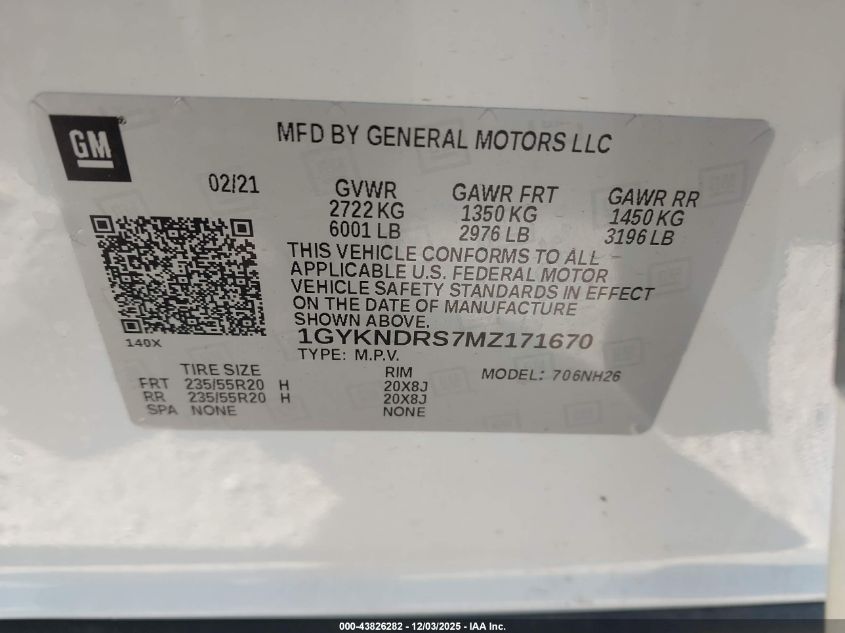 GM
MFD BY GENERAL MOTORS LLC
02/21
GVWR
2722 KG
6001 LB
GAWR FRT
1350 KG
2976 LB
GAWR RR
1450 KG
3196 LB
THIS VEHICLE CONFORMS TO ALL
APPLICABLE U.S. FEDERAL MOTOR
VEHICLE SAFETY STANDARDS IN EFFECT
ON THE DATE OF MANUFACTURE
SHOWN ABOVE.
140X
1GYKNDRS7MZ171670
TYPE: M.P.V.
MODEL: 706NH26
TIRE SIZE RIM
FRT 235/55R20 H 20X8J
RR 235/55R20 H 20X8J
SPA NONE NONE
000-43826282 - 12/03/2025 - IAA Inc.